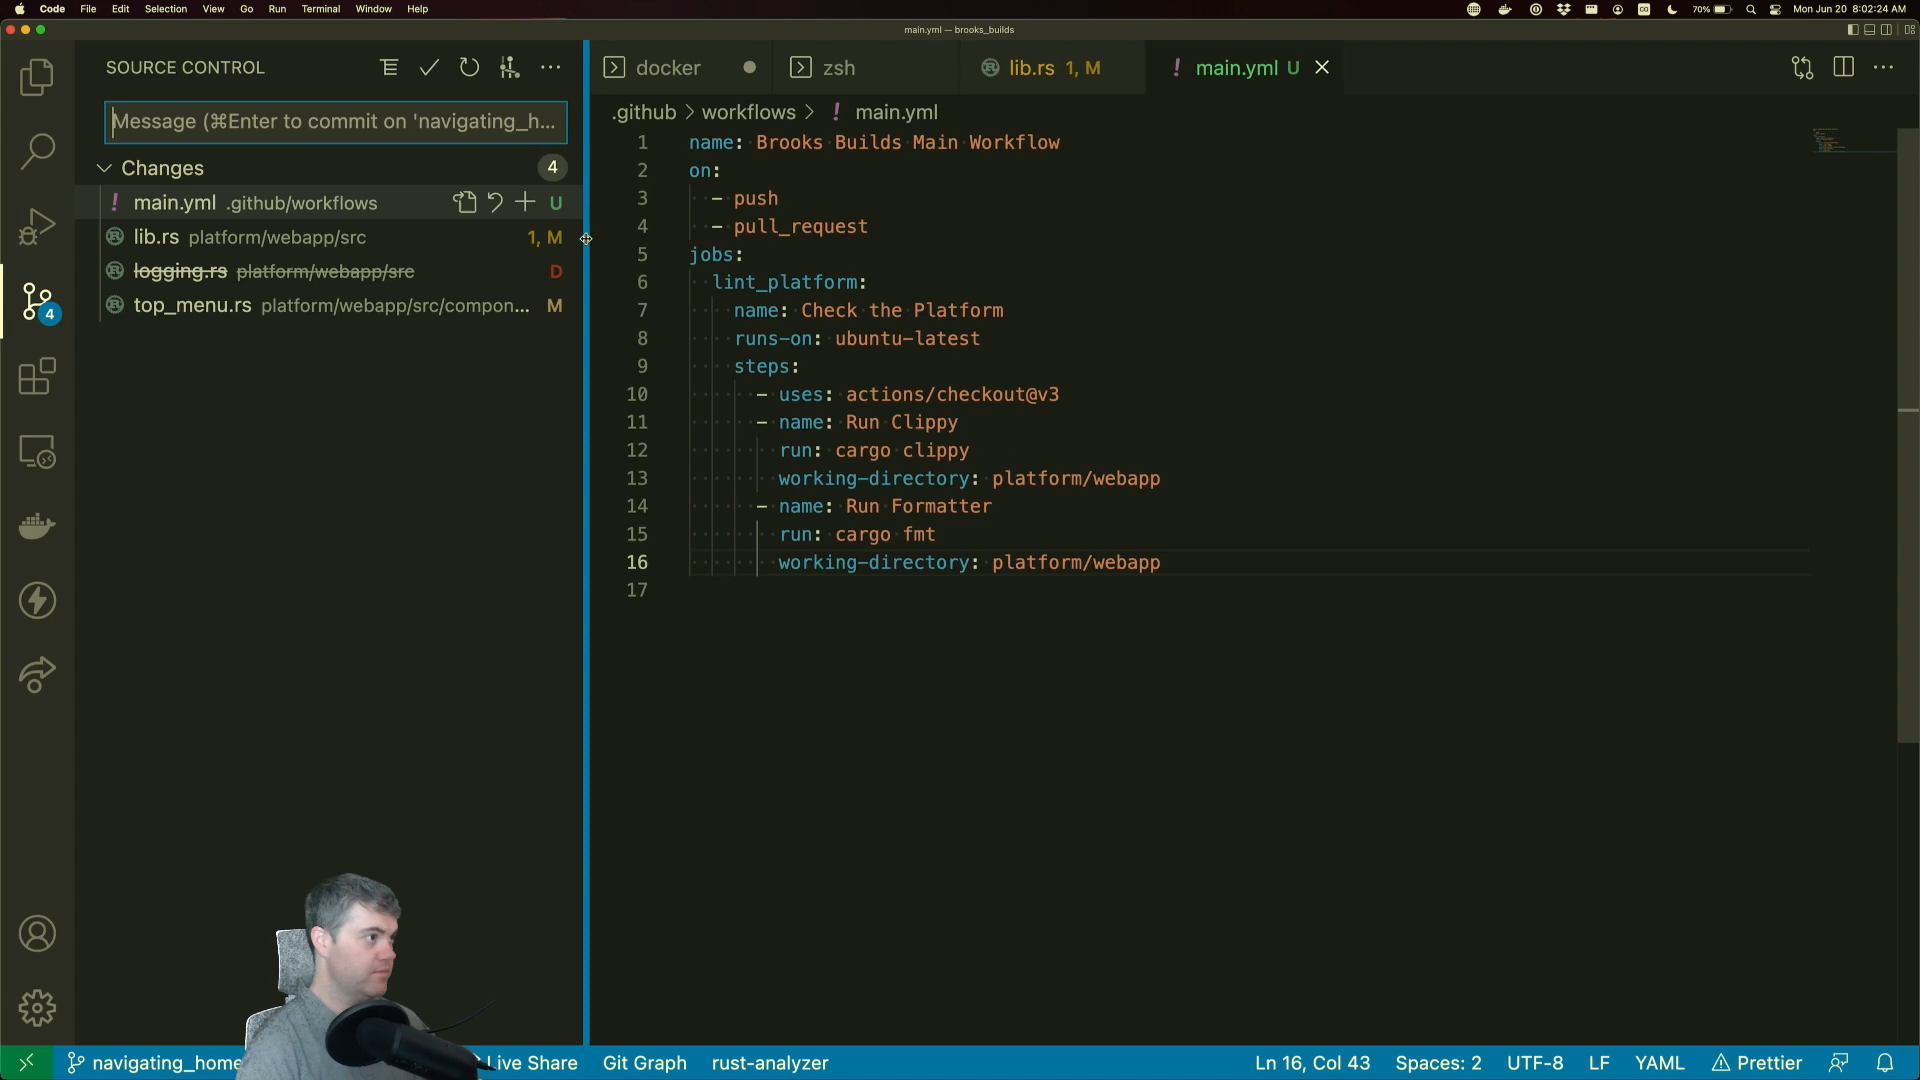 Code File Edit Selection View Go Run Terminal Window Help
70% Mon Jun 20 8:02:24 AM
main.yml — brooks_builds
SOURCE CONTROL
docker
zsh
lib.rs 1, M
main.yml U
Message (⌘Enter to commit on 'navigating_h...
.github > workflows > ! main.yml
Changes 4
! main.yml .github/workflows U
lib.rs platform/webapp/src 1, M
logging.rs platform/webapp/src D
top_menu.rs platform/webapp/src/compon... M
4
1 name: Brooks Builds Main Workflow
2 on:
3 - push
4 - pull_request
5 jobs:
6 lint_platform:
7 name: Check the Platform
8 runs-on: ubuntu-latest
9 steps:
10 - uses: actions/checkout@v3
11 - name: Run Clippy
12 run: cargo clippy
13 working-directory: platform/webapp
14 - name: Run Formatter
15 run: cargo fmt
16 working-directory: platform/webapp
17
navigating_home Live Share Git Graph rust-analyzer Ln 16, Col 43 Spaces: 2 UTF-8 LF YAML Prettier